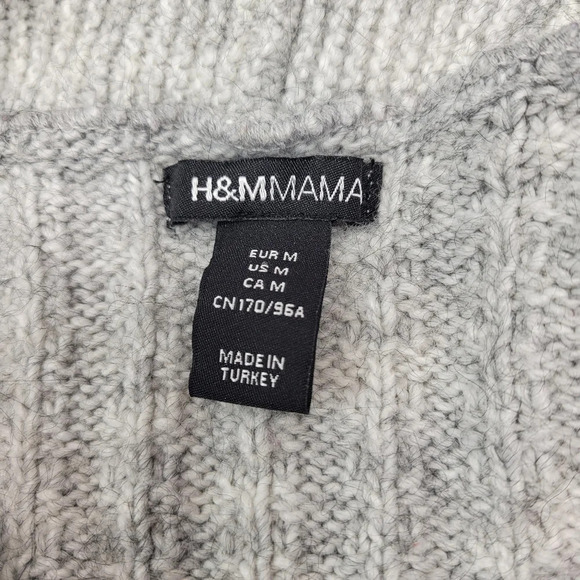 H&MMAMA
EUR M
US M
CA M
CN170/96A
MADE IN
TURKEY